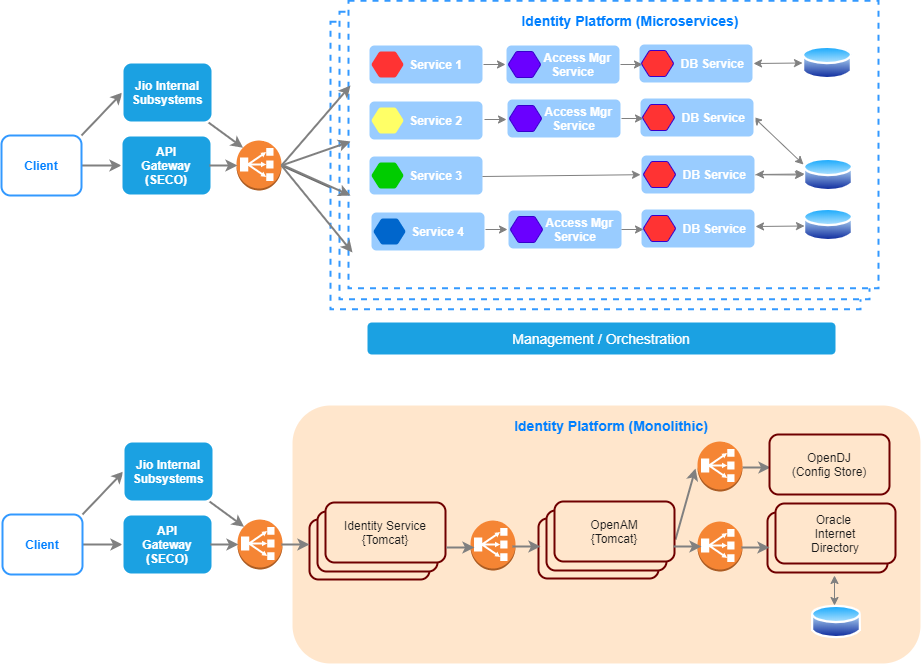 Identity Platform (Microservices)
Service 1
Access Mgr
Service
DB Service
Jio Internal
Subsystems
Service 2
Access Mgr
Service
DB Service
Client
API
Gateway
(SECO)
Service 3
DB Service
Service 4
Access Mgr
Service
DB Service
Management / Orchestration
Identity Platform (Monolithic)
Jio Internal
Subsystems
OpenDJ
(Config Store)
Client
API
Gateway
(SECO)
Identity Service
{Tomcat}
OpenAM
{Tomcat}
Oracle
Internet
Directory